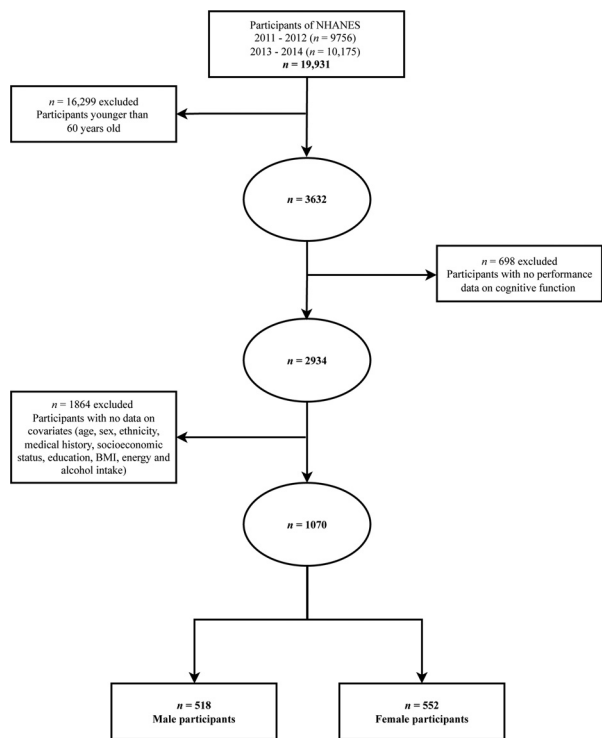 Participants of NHANES
2011 - 2012 (n = 9756)
2013 - 2014 (n = 10,175)
n = 19,931
n = 16,299 excluded
Participants younger than
60 years old
n = 3632
n = 698 excluded
Participants with no performance
data on cognitive function
n = 2934
n = 1864 excluded
Participants with no data on
covariates (age, sex, ethnicity,
medical history, socioeconomic
status, education, BMI, energy and
alcohol intake)
n = 1070
n = 518
Male participants
n = 552
Female participants